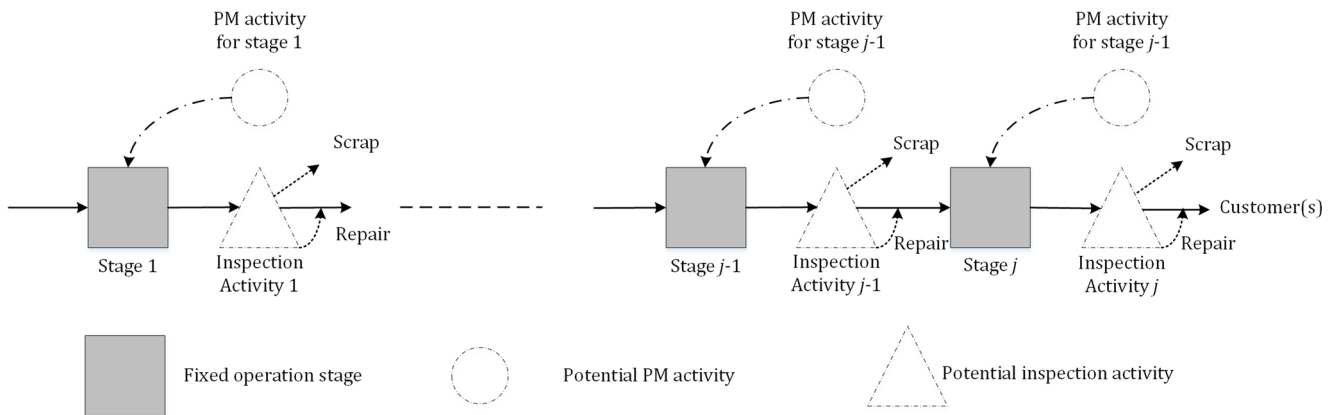 PM activity
for stage 1
PM activity
for stage j-1
PM activity
for stage j-1
Scrap
Scrap
Scrap
Customer(s)
Repair
Repair
Repair
Stage 1
Inspection
Activity 1
Stage j-1
Inspection
Activity j-1
Stage j
Inspection
Activity j
Fixed operation stage
Potential PM activity
Potential inspection activity